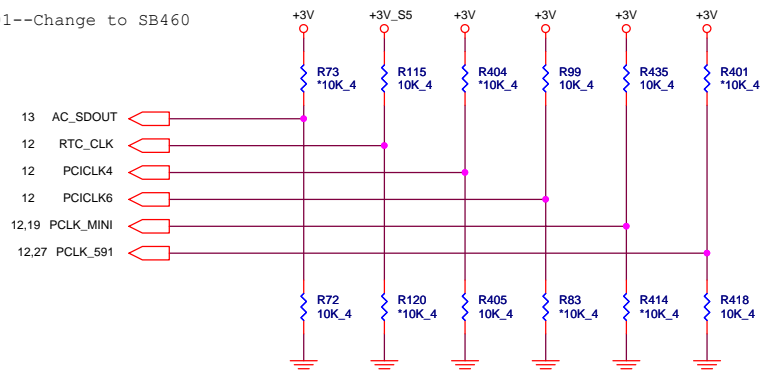 1--Change to SB460
+3V +3V_S5 +3V +3V +3V +3V
R73 R115 R404 R99 R435 R401
*10K_4 10K_4 *10K_4 10K_4 10K_4 *10K_4
13 AC_SDOUT
12 RTC_CLK
12 PCICLK4
12 PCICLK6
12,19 PCLK_MINI
12,27 PCLK_591
R72 R120 R405 R83 R414 R418
10K_4 *10K_4 10K_4 *10K_4 *10K_4 10K_4